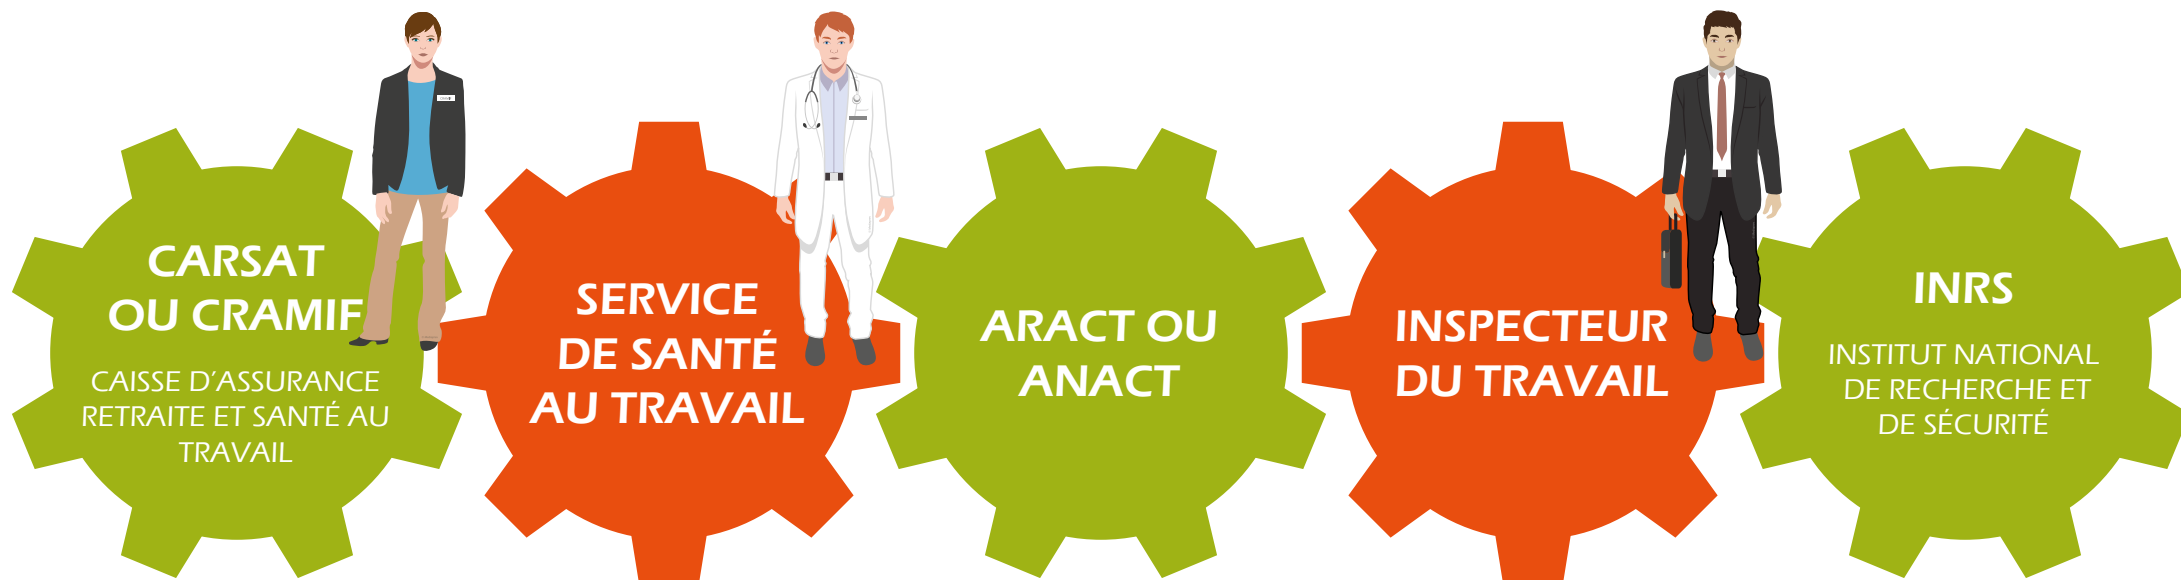 CARSAT
OU CRAMIF
CAISSE D'ASSURANCE
RETRAITE ET SANTÉ AU
TRAVAIL
SERVICE
DE SANTÉ
AU TRAVAIL
ARACT OU
ANACT
INSPECTEUR
DU TRAVAIL
INRS
INSTITUT NATIONAL
DE RECHERCHE ET
DE SÉCURITÉ